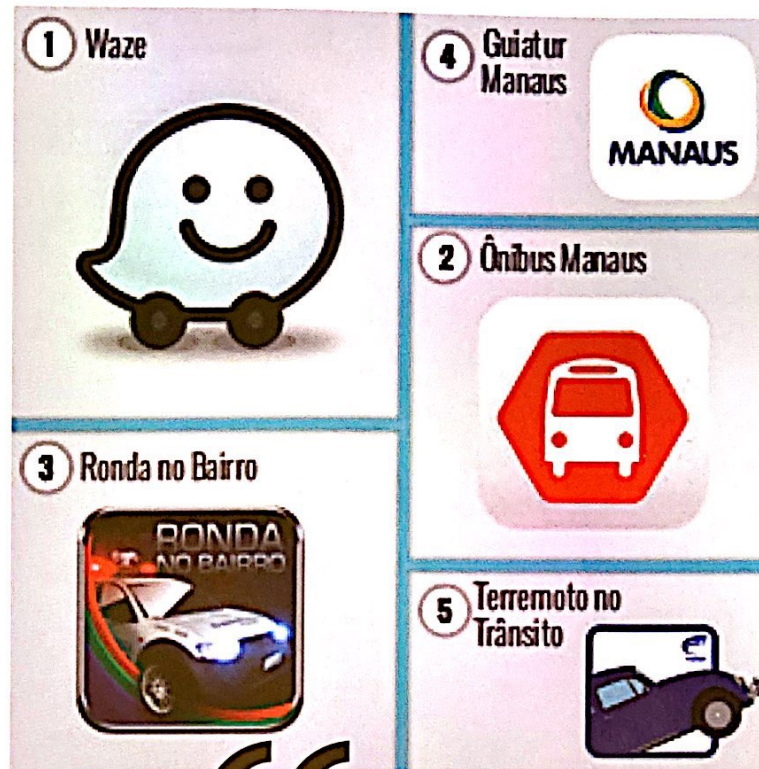 1 Waze
4 Guiatur
Manaus
MANAUS
2 Ônibus Manaus
3 Ronda no Bairro
RONDA
NO BAIRRO
5 Terremoto no
Trânsito